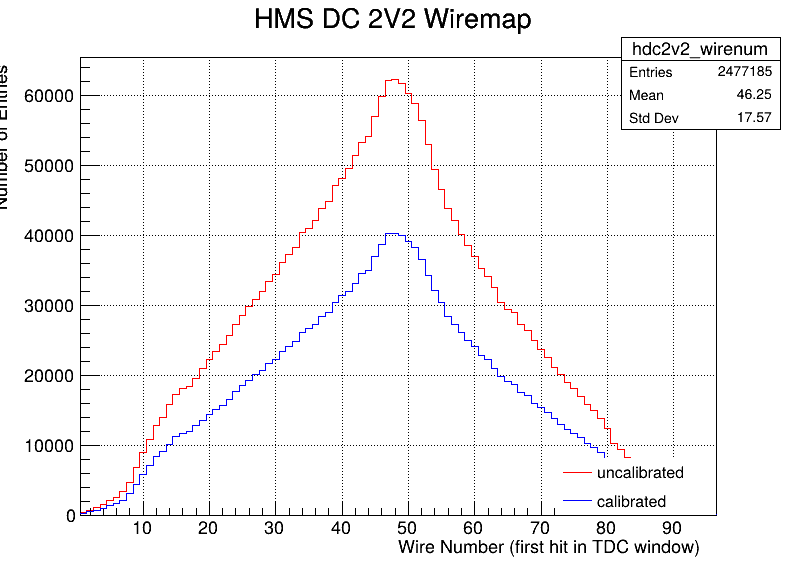 HMS DC 2V2 Wiremap
hdc2v2_wirenum
Entries 2477185
Mean 46.25
Std Dev 17.57
Number of Entries
60000
50000
40000
30000
20000
10000
0
uncalibrated
calibrated
10 20 30 40 50 60 70 80 90
Wire Number (first hit in TDC window)